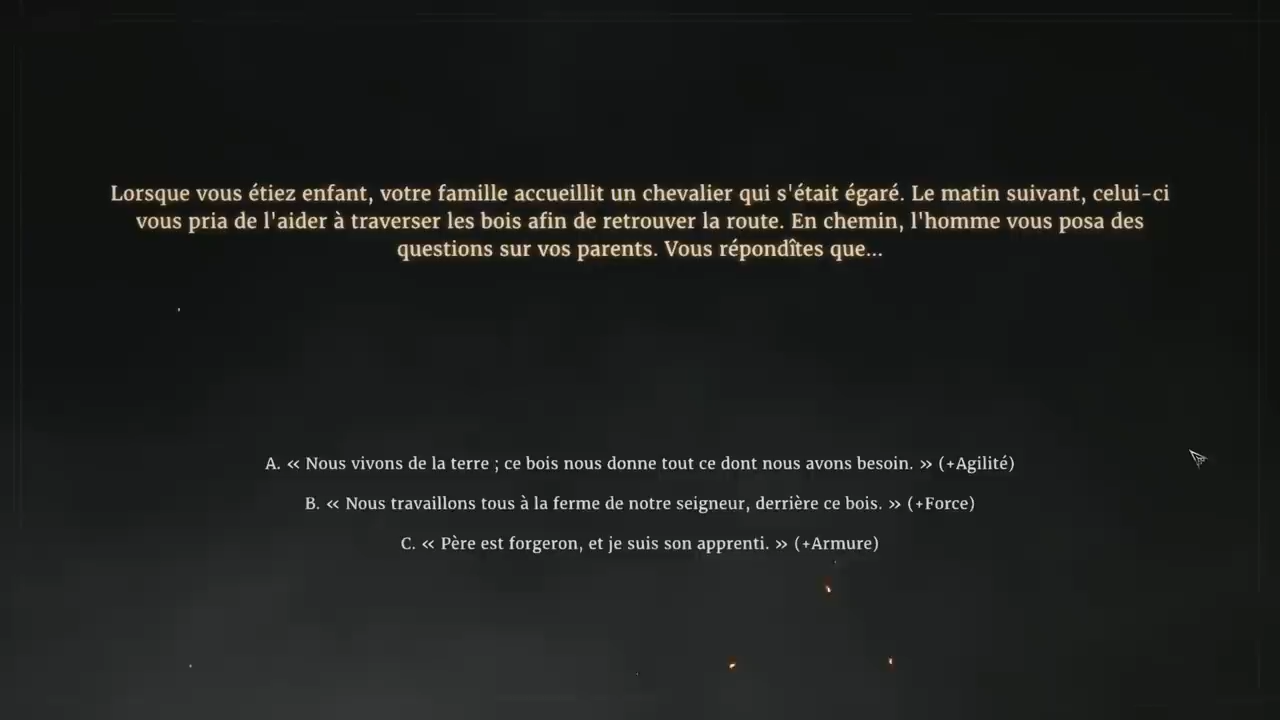 Lorsque vous étiez enfant, votre famille accueillit un chevalier qui s'était égaré. Le matin suivant, celui-ci
vous pria de l'aider à traverser les bois afin de retrouver la route. En chemin, l'homme vous posa des
questions sur vos parents. Vous répondîtes que...
A. « Nous vivons de la terre ; ce bois nous donne tout ce dont nous avons besoin. » (+Agilité)
B. « Nous travaillons tous à la ferme de notre seigneur, derrière ce bois. » (+Force)
C. « Père est forgeron, et je suis son apprenti. » (+Armure)